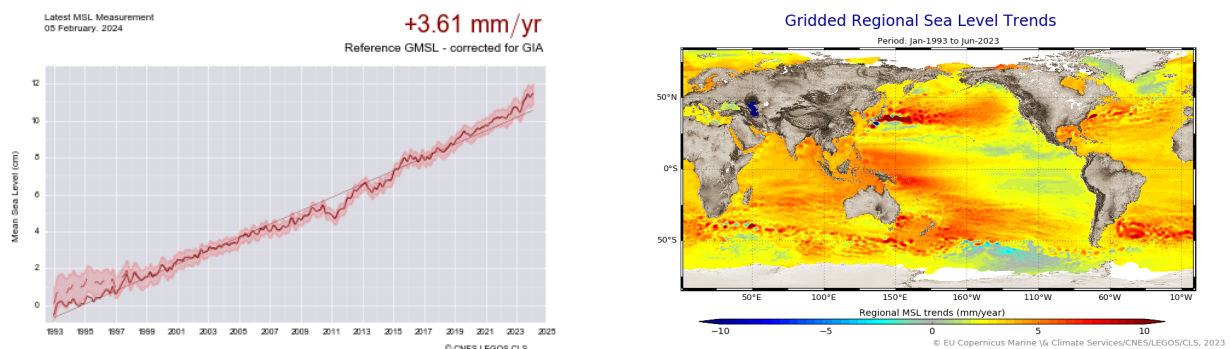 Latest MSL Measurement
05 February. 2024
+3.61 mm/yr
Reference GMSL - corrected for GIA
Mean Sea Level (cm)
12
10
8
6
4
2
0
1993 1995 1997 1999 2001 2003 2005 2007 2009 2011 2013 2015 2017 2019 2021 2023 2025
© CNES LEGOS CLS
Gridded Regional Sea Level Trends
Period: Jan-1993 to Jun-2023
50°N
0°S
50°S
50°E 100°E 150°E 160°W 110°W 60°W 10°W
Regional MSL trends (mm/year)
−10 −5 0 5 10
© EU Copernicus Marine \& Climate Services/CNES/LEGOS/CLS, 2023